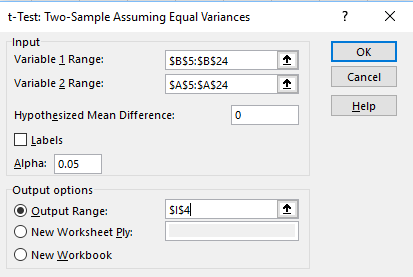 t-Test: Two-Sample Assuming Equal Variances ? ×
Input
Variable 1 Range: $B$5:$B$24
Variable 2 Range: $A$5:$A$24
Hypothesized Mean Difference: 0
Labels
Alpha: 0.05
OK
Cancel
Help
Output options
Output Range: $I$4
New Worksheet Ply:
New Workbook